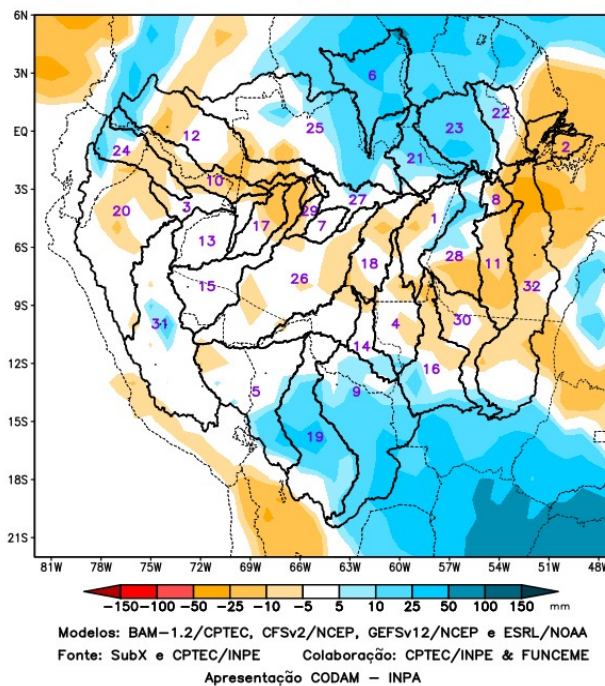 6N
3N
EQ
3S
6S
9S
12S
15S
18S
21S
6
12
25
23
22
24
21
2
10
20
3
29
27
8
17
7
1
13
28
18
11
15
26
32
31
4
30
14
16
5
9
19
81W 78W 75W 72W 69W 66W 63W 60W 57W 54W 51W 48W
-150 -100 -50 -25 -10 -5 5 10 25 50 100 150 mm
Modelos: BAM-1.2/CPTEC, CFSv2/NCEP, GEFSv12/NCEP e ESRL/NOAA
Fonte: SubX e CPTEC/INPE Colaboração: CPTEC/INPE & FUNCEME
Apresentação CODAM - INPA